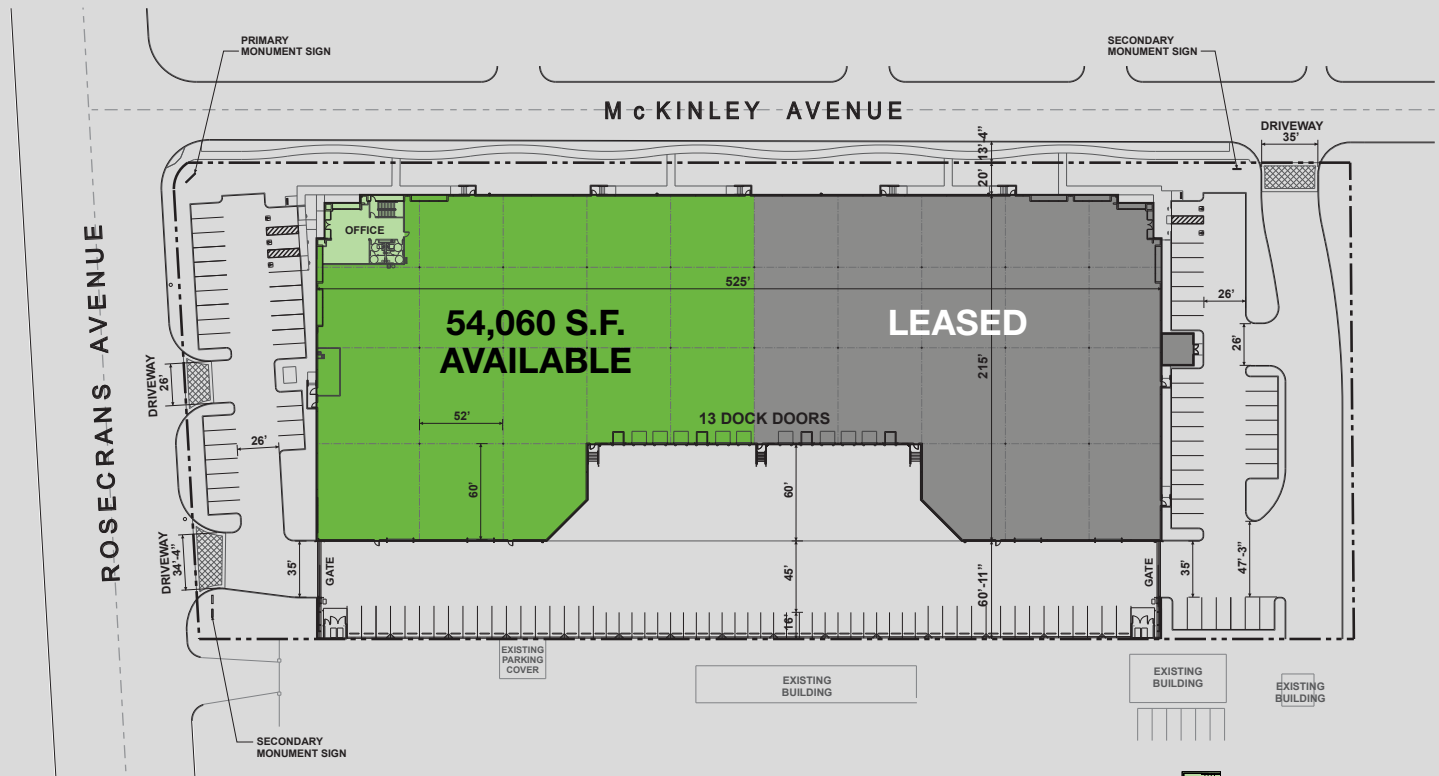 PRIMARY
MONUMENT SIGN
SECONDARY
MONUMENT SIGN
McKINLEY AVENUE
DRIVEWAY
35'
13'-4"
20'
OFFICE
525'
54,060 S.F.
AVAILABLE
LEASED
215'
26'
26'
ROSECRANS AVENUE
DRIVEWAY
26'
52'
13 DOCK DOORS
26'
60'
60'
DRIVEWAY
34'-4"
35'
GATE
45'
60'-11"
GATE
35'
47'-3"
16'
EXISTING
PARKING
COVER
EXISTING
BUILDING
EXISTING
BUILDING
EXISTING
BUILDING
SECONDARY
MONUMENT SIGN